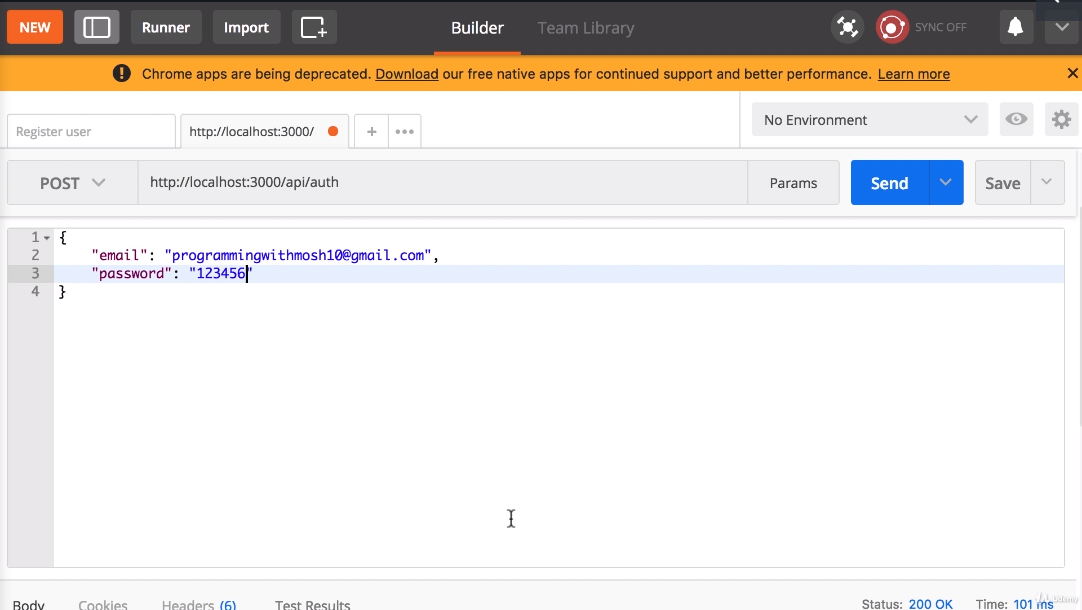 NEW Runner Import Builder Team Library SYNC OFF
! Chrome apps are being deprecated. Download our free native apps for continued support and better performance. Learn more ×
Register user http://localhost:3000/ + ••• No Environment
POST http://localhost:3000/api/auth Params Send Save
1 {
2 "email": "programmingwithmosh10@gmail.com",
3 "password": "123456"
4 }
Body Cookies Headers (6) Test Results Status: 200 OK Time: 101 ms
Udemy